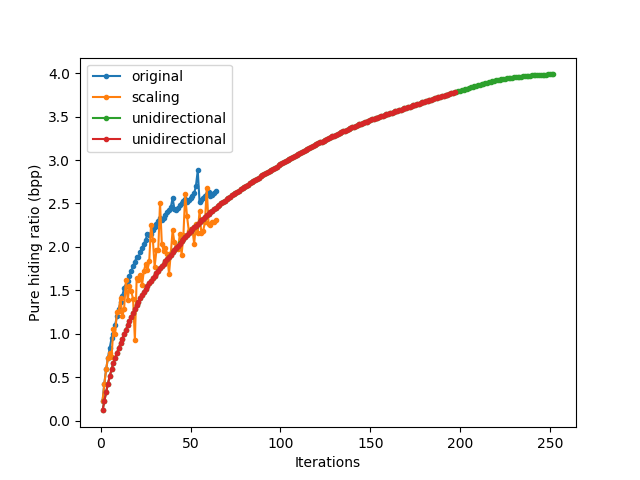 original
scaling
unidirectional
unidirectional
Pure hiding ratio (bpp)
4.0
3.5
3.0
2.5
2.0
1.5
1.0
0.5
0.0
0 50 100 150 200 250
Iterations